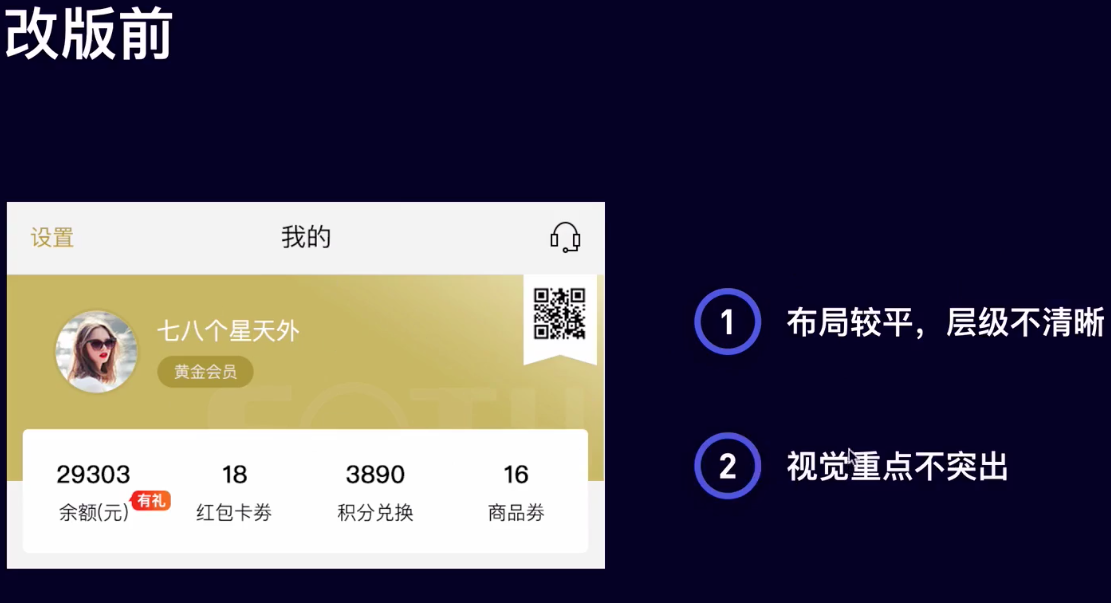 改版前
设置
我的
七八个星天外
黄金会员
29303
18
3890
16
余额(元)
有礼
红包卡券
积分兑换
商品券
1 布局较平，层级不清晰
2 视觉重点不突出